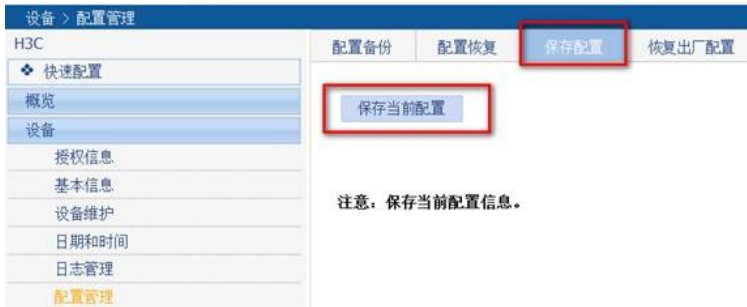 设备 > 配置管理
H3C
配置备份 配置恢复 保存配置 恢复出厂配置
❖ 快速配置
概览
保存当前配置
设备
授权信息
基本信息
注意：保存当前配置信息。
设备维护
日期和时间
日志管理
配置管理